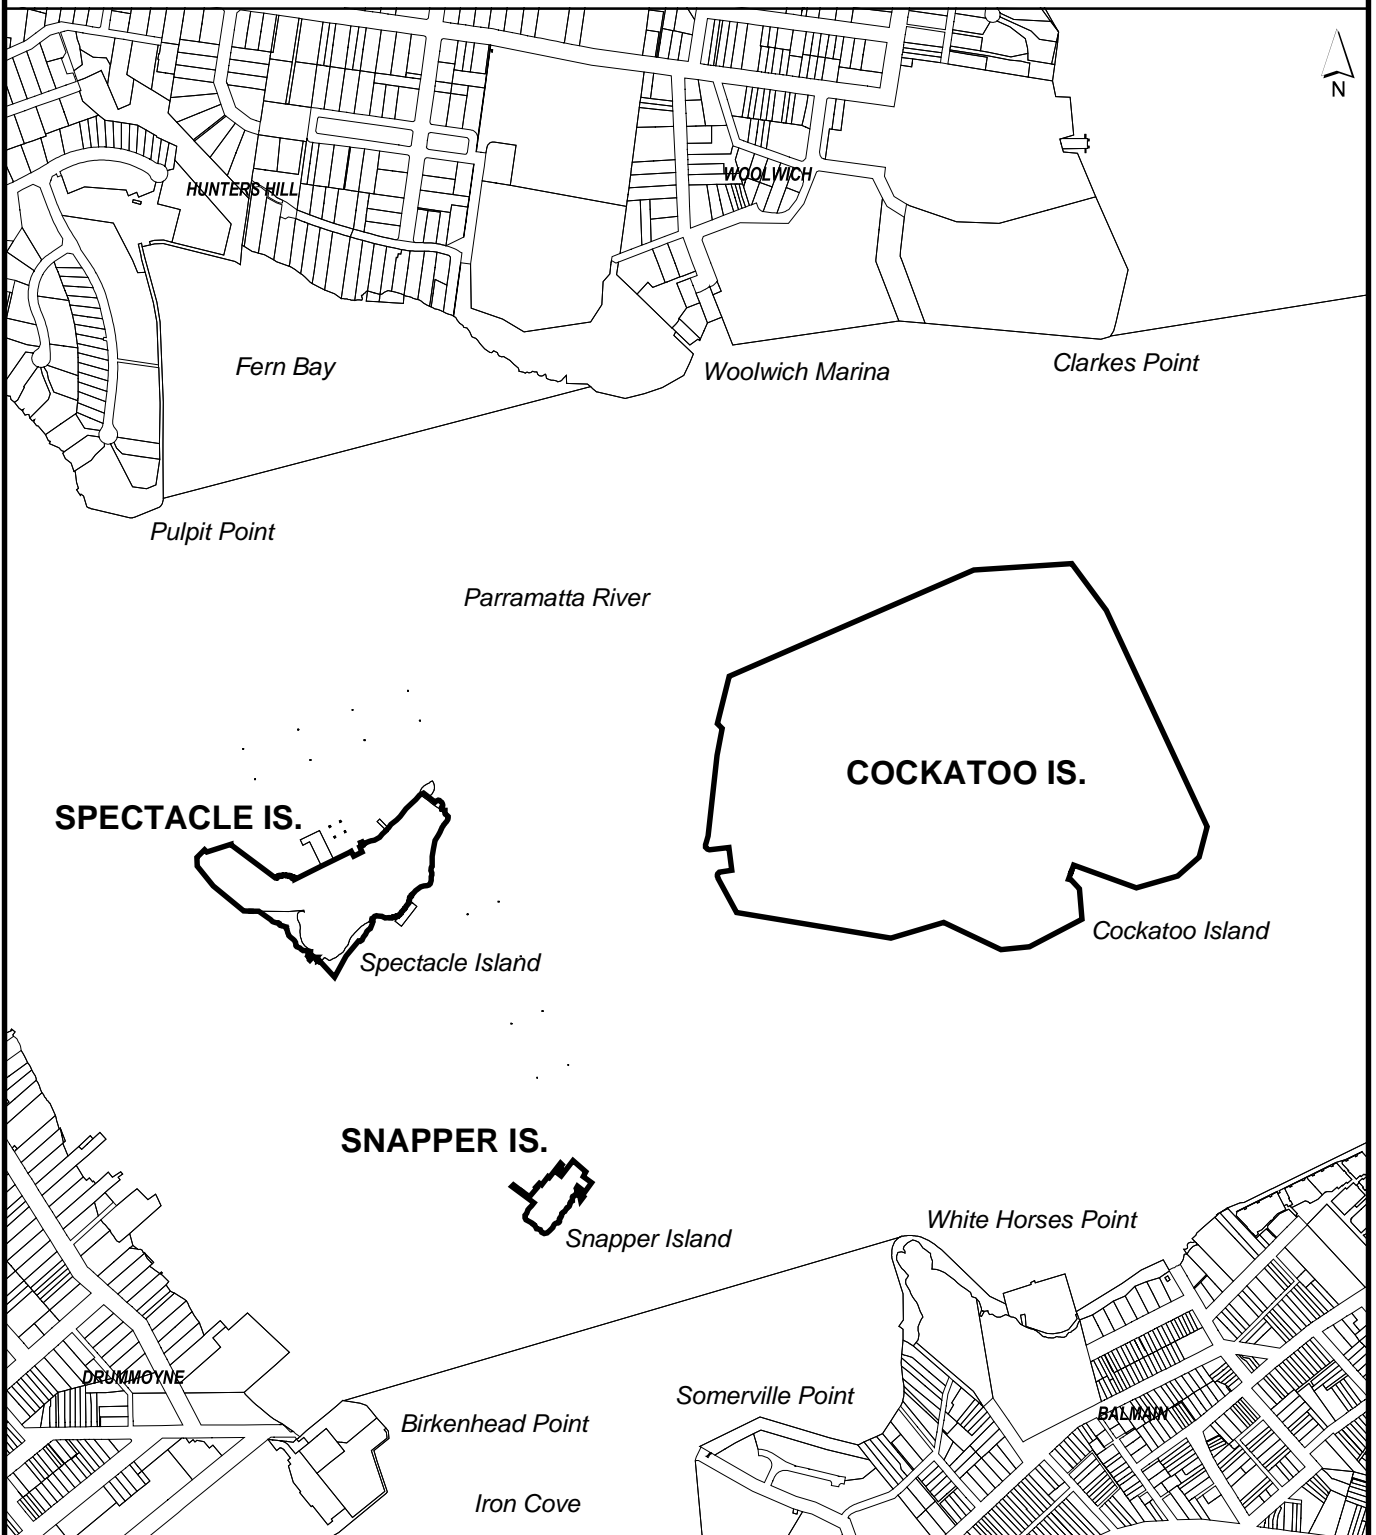 N
WOOLWICH
HUNTERS HILL
Fern Bay
Woolwich Marina
Clarkes Point
Pulpit Point
Parramatta River
COCKATOO IS.
SPECTACLE IS.
Cockatoo Island
Spectacle Island
SNAPPER IS.
White Horses Point
Snapper Island
DRUMMOYNE
Somerville Point
BALMAIN
Birkenhead Point
Iron Cove